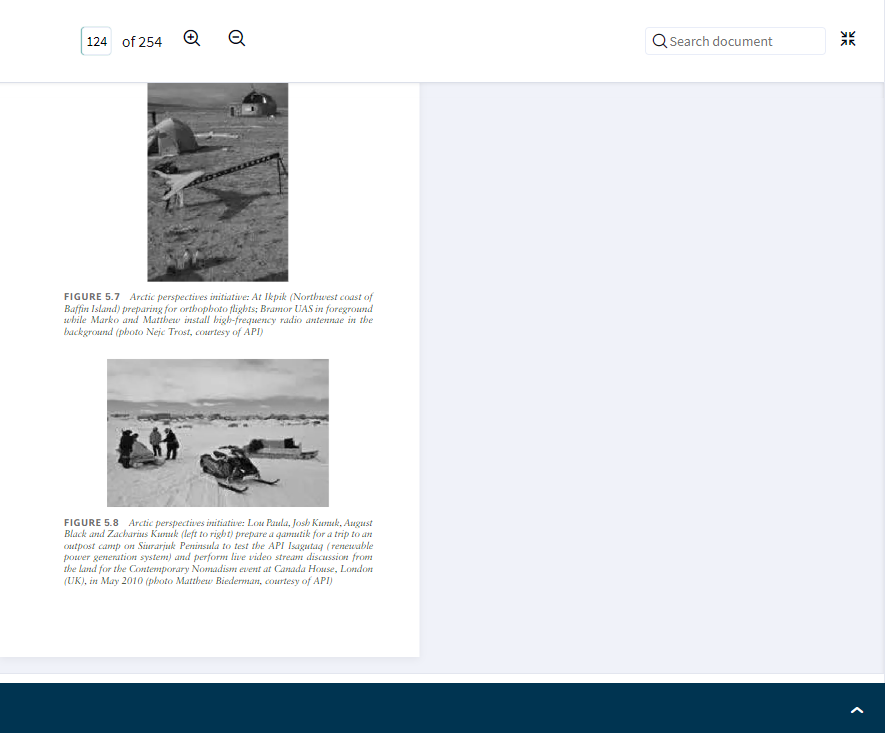 124 of 254 Search document
FIGURE 5.7 Arctic perspectives initiative: At Ikpik (Northwest coast of
Baffin Island) preparing for orthophoto flights; Bramor UAS in foreground
while Marko and Matthew install high-frequency radio antennae in the
background (photo Nejc Trost, courtesy of API)
FIGURE 5.8 Arctic perspectives initiative: Lou Paula, Josh Kunuk, August
Black and Zacharius Kunuk (left to right) prepare a qamutik for a trip to an
outpost camp on Siurarjuk Peninsula to test the API Isagutaq (renewable
power generation system) and perform live video stream discussion from
the land for the Contemporary Nomadism event at Canada House, London
(UK), in May 2010 (photo Matthew Biederman, courtesy of API)